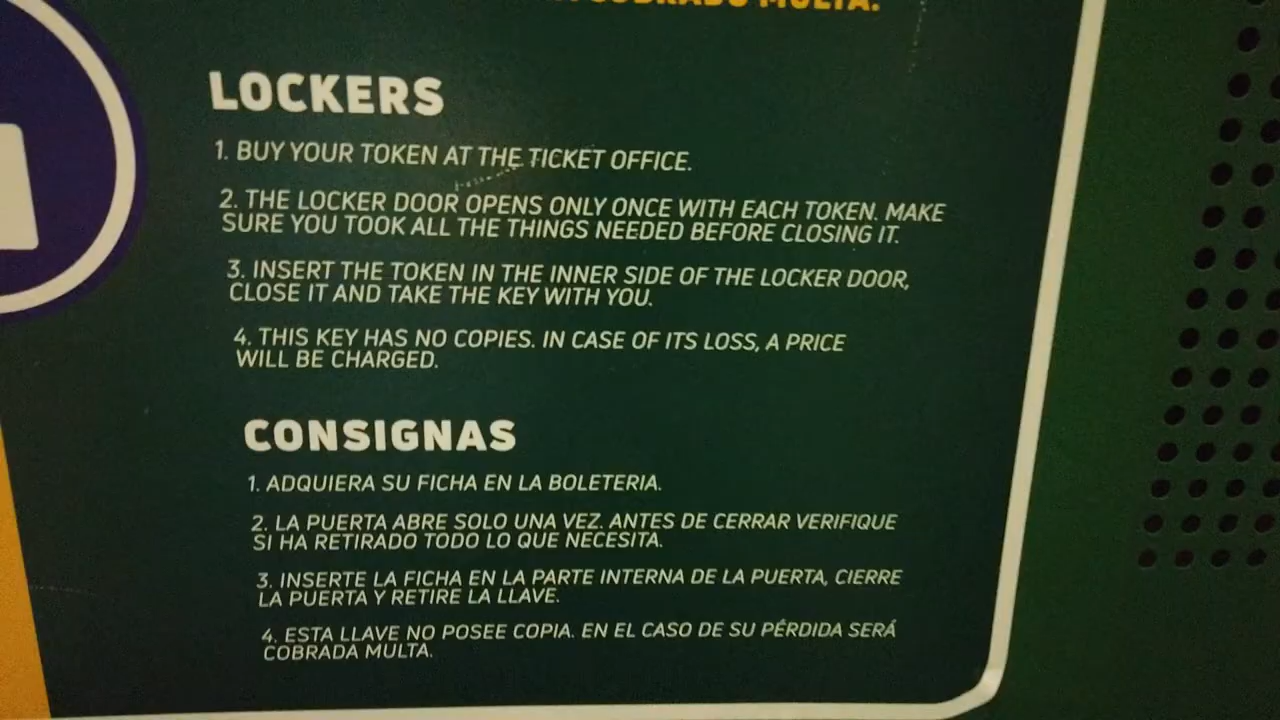 COBRADO MULTA.
LOCKERS
1. BUY YOUR TOKEN AT THE TICKET OFFICE.
2. THE LOCKER DOOR OPENS ONLY ONCE WITH EACH TOKEN. MAKE
SURE YOU TOOK ALL THE THINGS NEEDED BEFORE CLOSING IT.
3. INSERT THE TOKEN IN THE INNER SIDE OF THE LOCKER DOOR,
CLOSE IT AND TAKE THE KEY WITH YOU.
4. THIS KEY HAS NO COPIES. IN CASE OF ITS LOSS, A PRICE
WILL BE CHARGED.
CONSIGNAS
1. ADQUIERA SU FICHA EN LA BOLETERIA.
2. LA PUERTA ABRE SOLO UNA VEZ. ANTES DE CERRAR VERIFIQUE
SI HA RETIRADO TODO LO QUE NECESITA.
3. INSERTE LA FICHA EN LA PARTE INTERNA DE LA PUERTA, CIERRE
LA PUERTA Y RETIRE LA LLAVE.
4. ESTA LLAVE NO POSEE COPIA. EN EL CASO DE SU PÉRDIDA SERÁ
COBRADA MULTA.